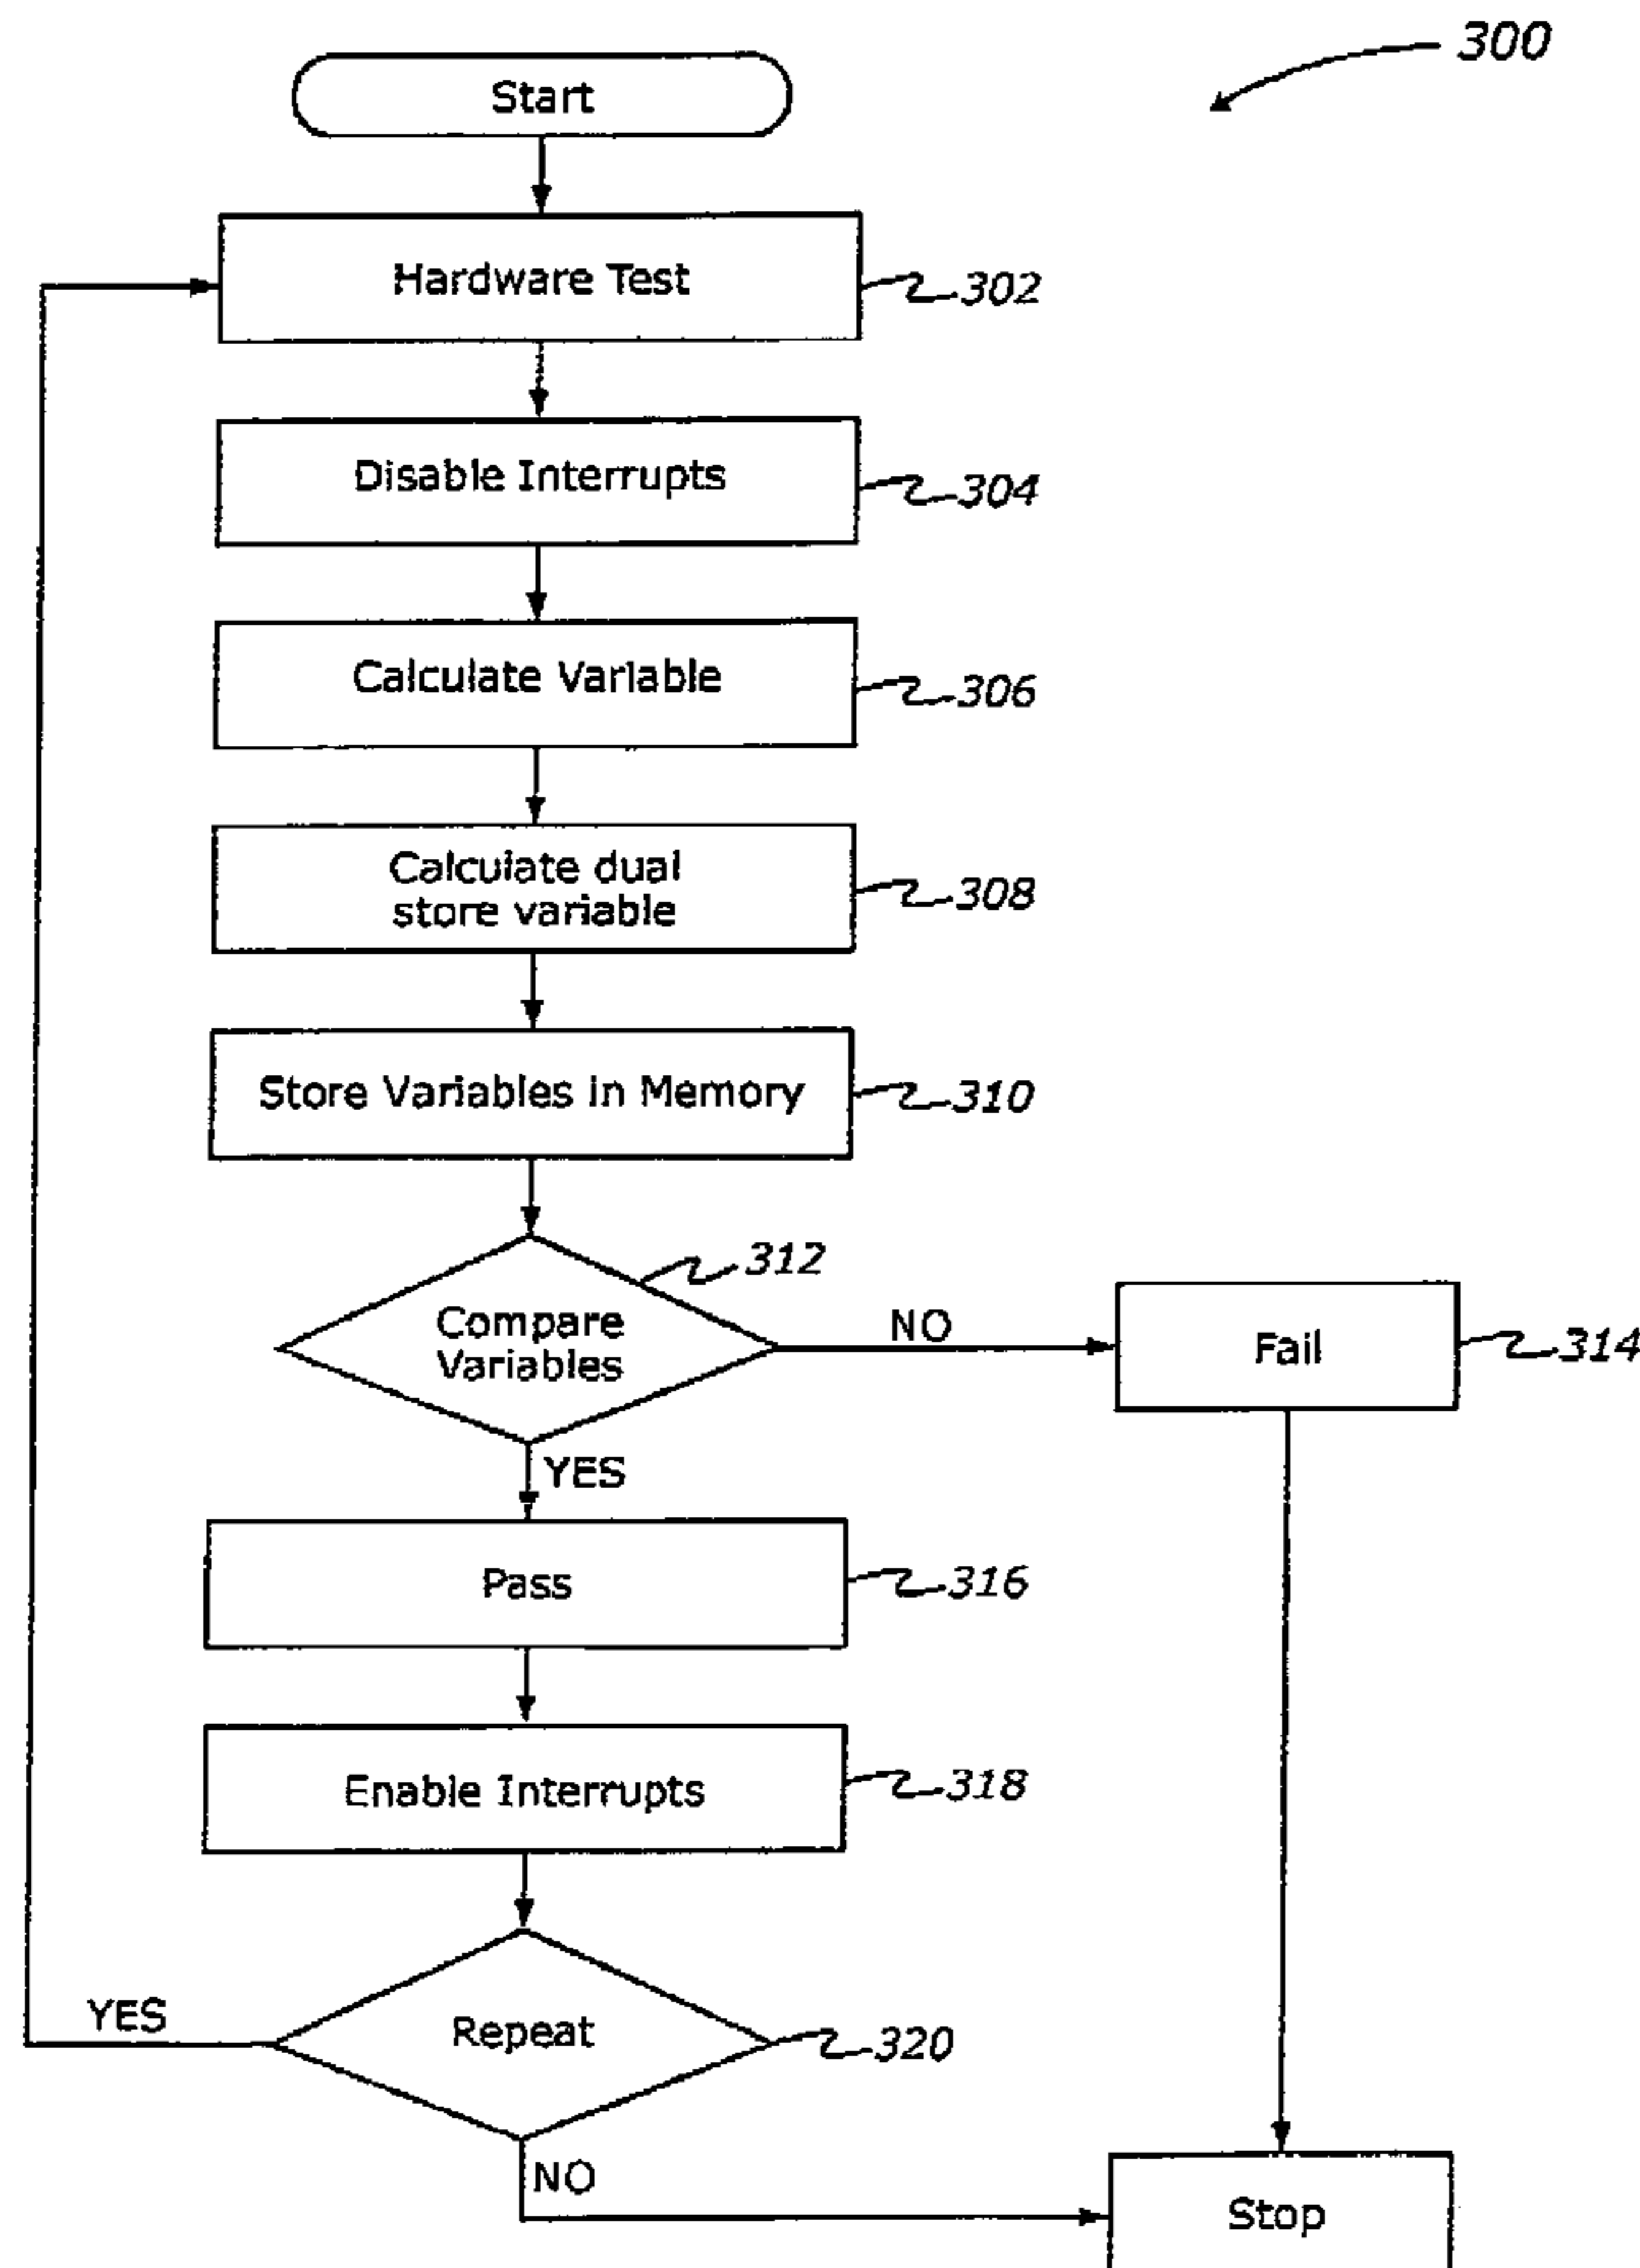 300
Start
Hardware Test
302
Disable Interrupts
304
Calculate Variable
306
Calculate dual
store variable
308
Store Variables in Memory
310
312
Compare
Variables
NO
Fail
314
YES
Pass
316
Enable Interrupts
318
YES
Repeat
320
NO
Stop